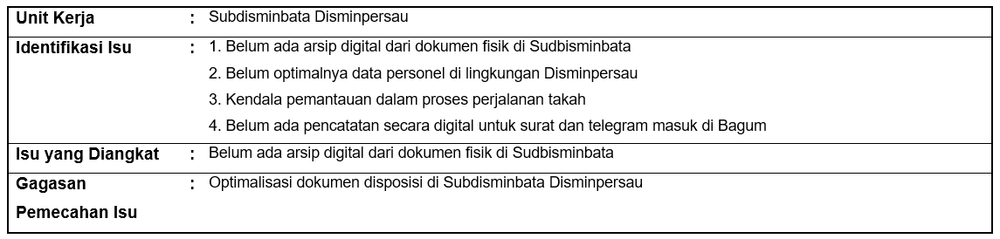 Unit Kerja : Subdisminbata Disminpersau
Identifikasi Isu : 1. Belum ada arsip digital dari dokumen fisik di Sudbisminbata
2. Belum optimalnya data personel di lingkungan Disminpersau
3. Kendala pemantauan dalam proses perjalanan takah
4. Belum ada pencatatan secara digital untuk surat dan telegram masuk di Bagum
Isu yang Diangkat : Belum ada arsip digital dari dokumen fisik di Sudbisminbata
Gagasan : Optimalisasi dokumen disposisi di Subdisminbata Disminpersau
Pemecahan Isu